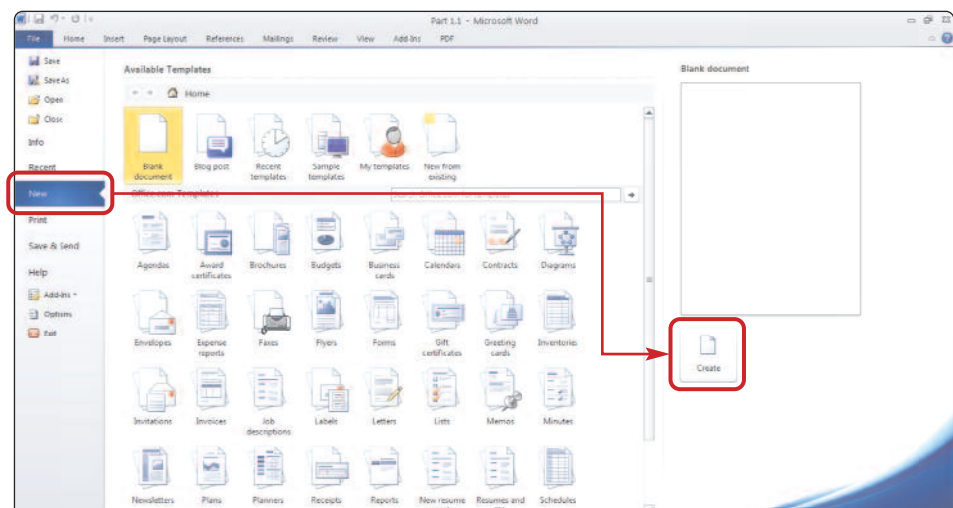 Part 1.1 - Microsoft Word
File Home Insert Page Layout References Mailings Review View Add-Ins PDF
Save
Save As
Open
Close
Info
Recent
New
Print
Save & Send
Help
Add-Ins
Options
Exit
Available Templates
Home
Blank document
Blog post
Recent templates
Sample templates
My templates
New from existing
Office.com Templates
Agendas
Award certificates
Brochures
Budgets
Business cards
Calendars
Contracts
Diagrams
Envelopes
Expense reports
Faxes
Flyers
Forms
Gift certificates
Greeting cards
Inventories
Invitations
Invoices
Job descriptions
Labels
Letters
Lists
Memos
Minutes
Newsletters
Plans
Planners
Receipts
Reports
New resume
Resumes and
Schedules
Blank document
Create